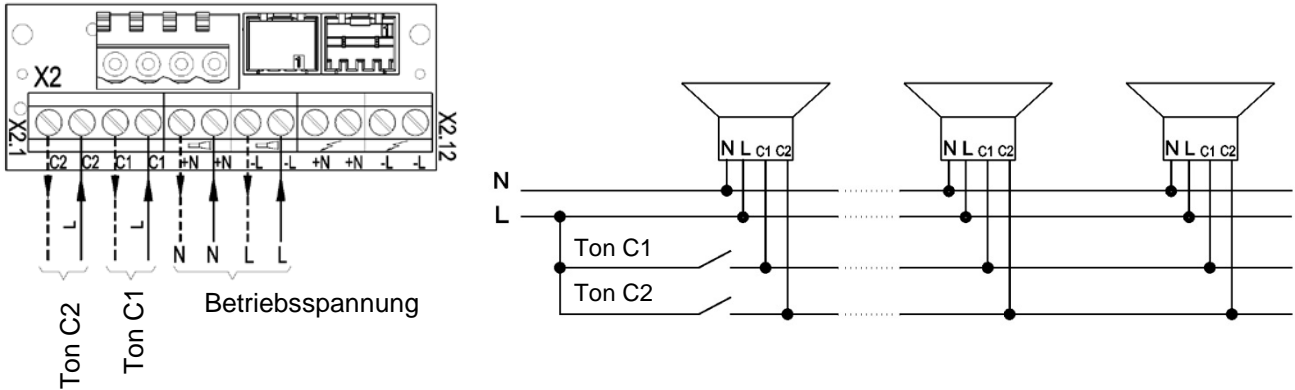 1
1
X2
X2.1
X2.12
C2 C2 C1 C1 +N +N -L -L +N +N -L -L
L L
N N L L
Ton C2
Ton C1
Betriebsspannung
N L C1 C2
N L C1 C2
N L C1 C2
N
L
Ton C1
Ton C2